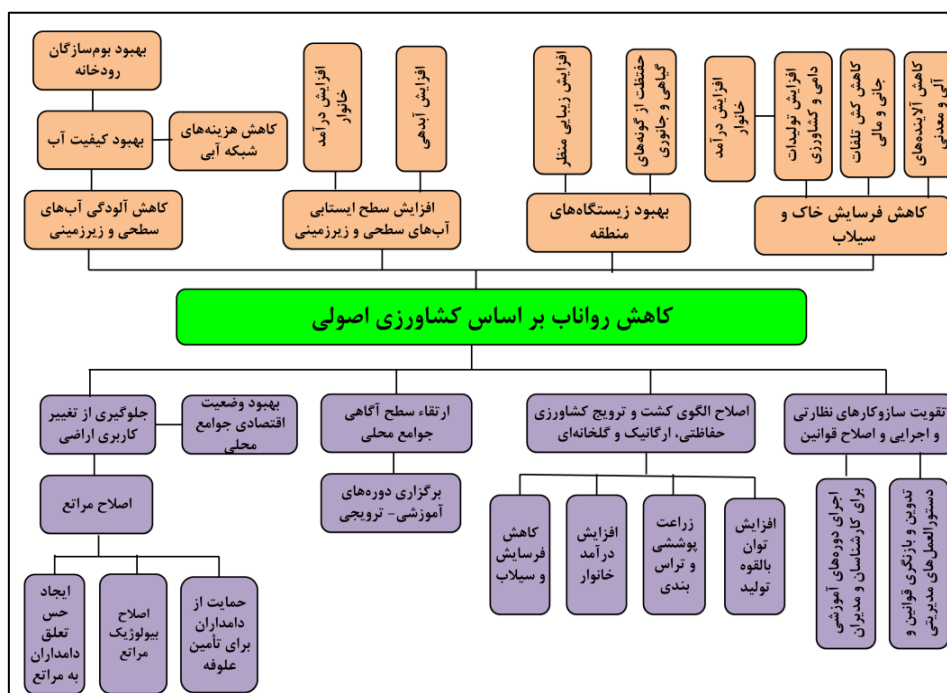 بهبود بوم‌سازگان
رودخانه
بهبود کیفیت آب
کاهش هزینه‌های
شبکه آبی
کاهش آلودگی آب‌های
سطحی و زیرزمینی
افزایش درآمد
خانوار
افزایش آبدهی
افزایش سطح ایستابی
آب‌های سطحی و زیرزمینی
افزایش زیبایی منظر
حفتظت از گونه‌های
گیاهی و جانوری
بهبود زیستگاه‌های
منطقه
افزایش درآمد
خانوار
افزایش تولیدات
دامی و کشاورزی
کاهش کش تلفات
جانی و مالی
کاهش آلاینده‌های
آلی و معدنی
کاهش فرسایش خاک و
سیلاب
کاهش رواناب بر اساس کشاورزی اصولی
جلوگیری از تغییر
کاربری اراضی
بهبود وضعیت
اقتصادی جوامع
محلی
ارتقاء سطح آگاهی
جوامع محلی
اصلاح الگوی کشت و ترویج کشاورزی
حفاظتی، ارگانیک و گلخانه‌ای
تقویت سازوکارهای نظارتی
و اجرایی و اصلاح قوانین
اصلاح مراتع
برگزاری دوره‌های
آموزشی- ترویجی
کاهش
فرسایش
و سیلاب
افزایش
درآمد
خانوار
زراعت
پوششی
و تراس
بندی
افزایش
توان
بالقوه
تولید
اجرای دوره‌های آموزشی
برای کارشناسان و مدیران
تدوین و بازنگری قوانین و
دستورالعمل‌های مدیریتی
ایجاد
حس
تعلق
دامداران
به مراتع
اصلاح
بیولوژیک
مراتع
حمایت از
دامداران
برای تأمین
علوفه